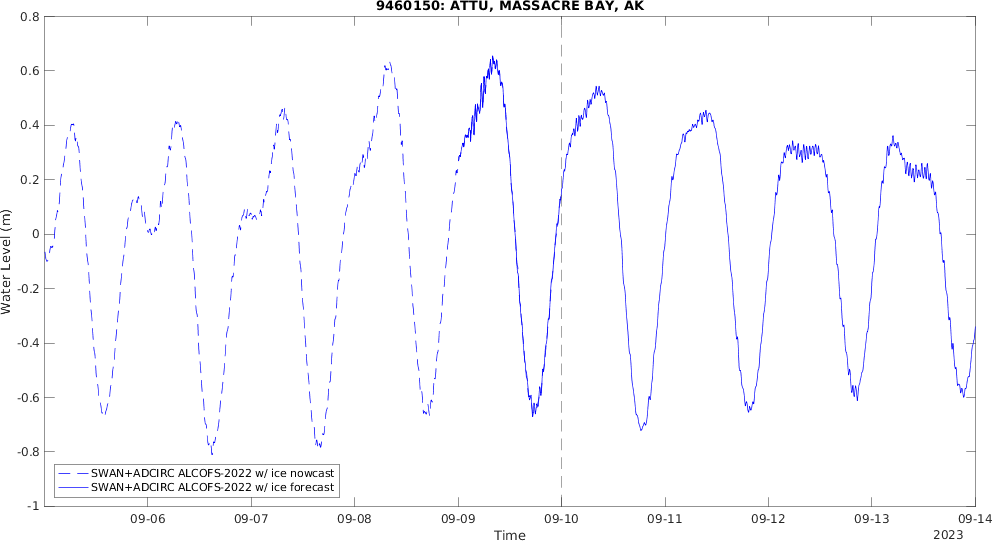 9460150: ATTU, MASSACRE BAY, AK
0.8
0.6
0.4
0.2
0
-0.2
-0.4
-0.6
-0.8
-1
Water Level (m)
SWAN+ADCIRC ALCOFS-2022 w/ ice nowcast
SWAN+ADCIRC ALCOFS-2022 w/ ice forecast
09-06 09-07 09-08 09-09 09-10 09-11 09-12 09-13 09-14
Time
2023